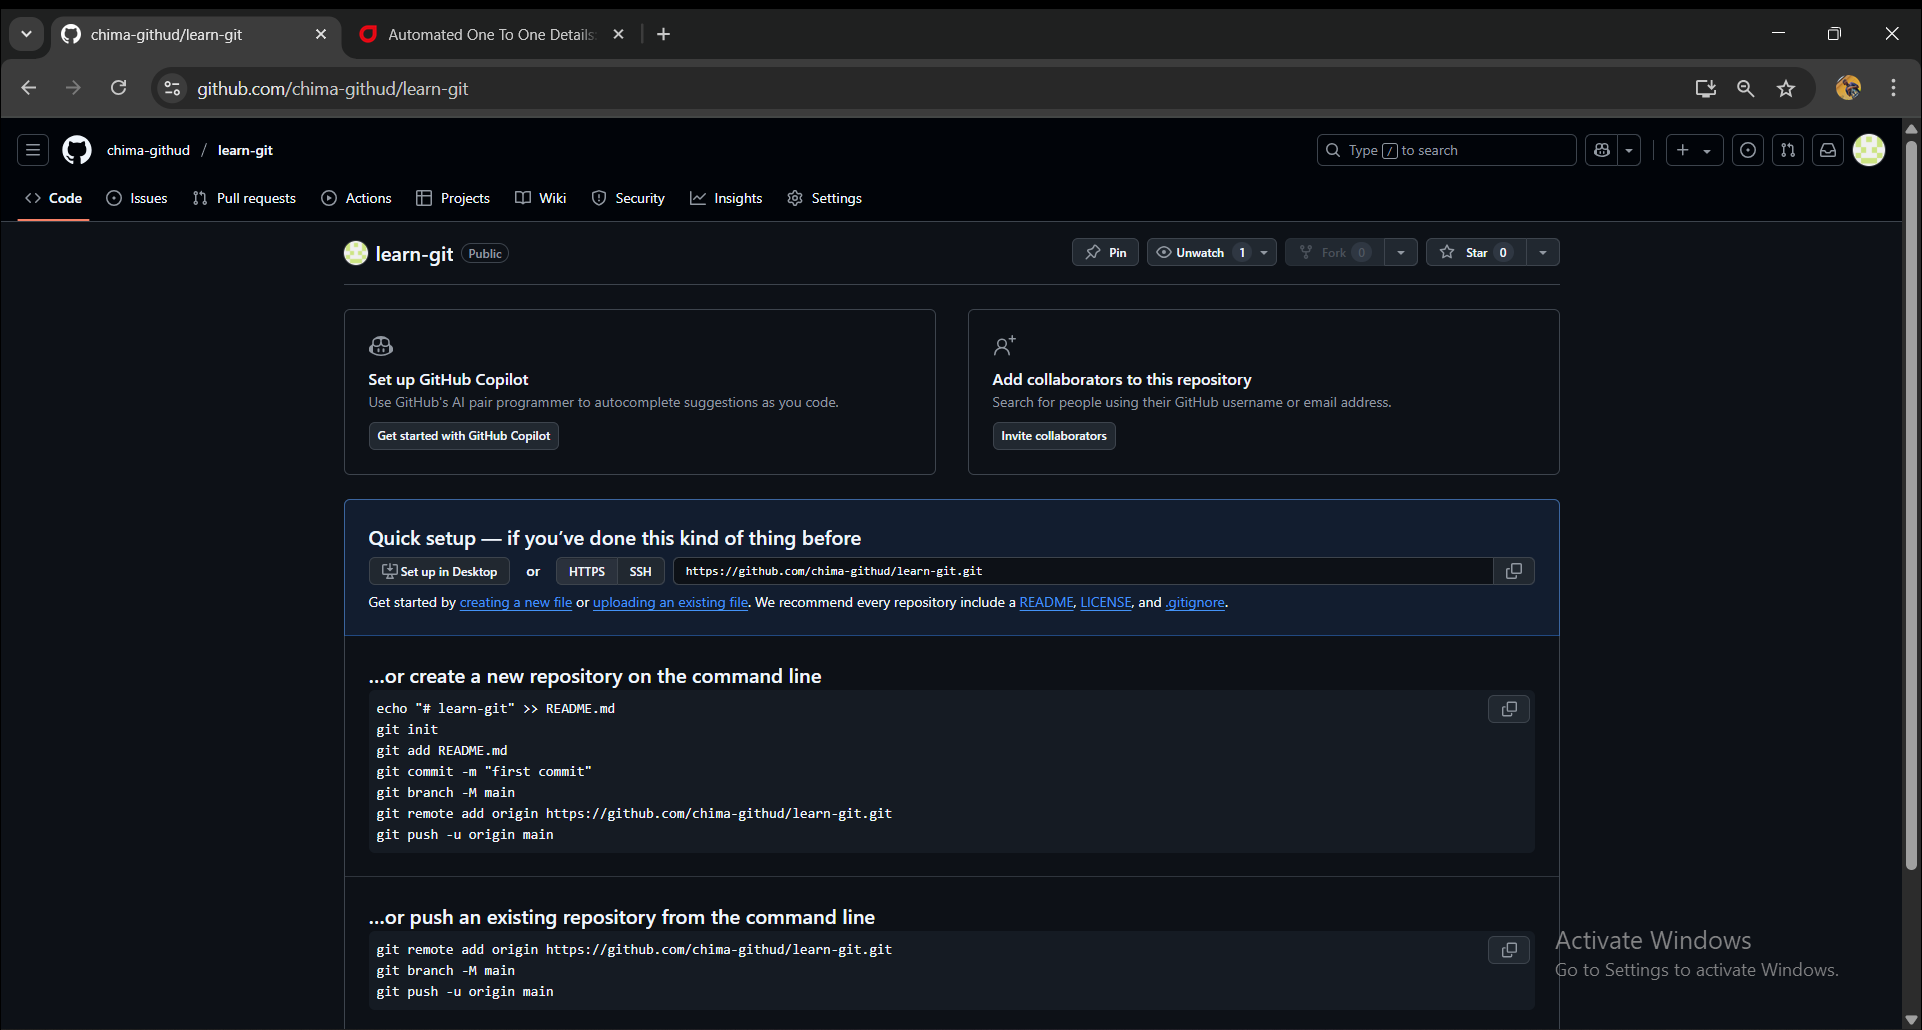 chima-githud/learn-git
Automated One To One Details
github.com/chima-githud/learn-git
chima-githud / learn-git
Type / to search
Code Issues Pull requests Actions Projects Wiki Security Insights Settings
learn-git Public
Pin Unwatch 1 Fork 0 Star 0
Set up GitHub Copilot
Use GitHub's AI pair programmer to autocomplete suggestions as you code.
Get started with GitHub Copilot
Add collaborators to this repository
Search for people using their GitHub username or email address.
Invite collaborators
Quick setup — if you’ve done this kind of thing before
Set up in Desktop or HTTPS SSH https://github.com/chima-githud/learn-git.git
Get started by creating a new file or uploading an existing file. We recommend every repository include a README, LICENSE, and .gitignore.
…or create a new repository on the command line
echo "# learn-git" >> README.md
git init
git add README.md
git commit -m "first commit"
git branch -M main
git remote add origin https://github.com/chima-githud/learn-git.git
git push -u origin main
…or push an existing repository from the command line
git remote add origin https://github.com/chima-githud/learn-git.git
git branch -M main
git push -u origin main
Activate Windows
Go to Settings to activate Windows.